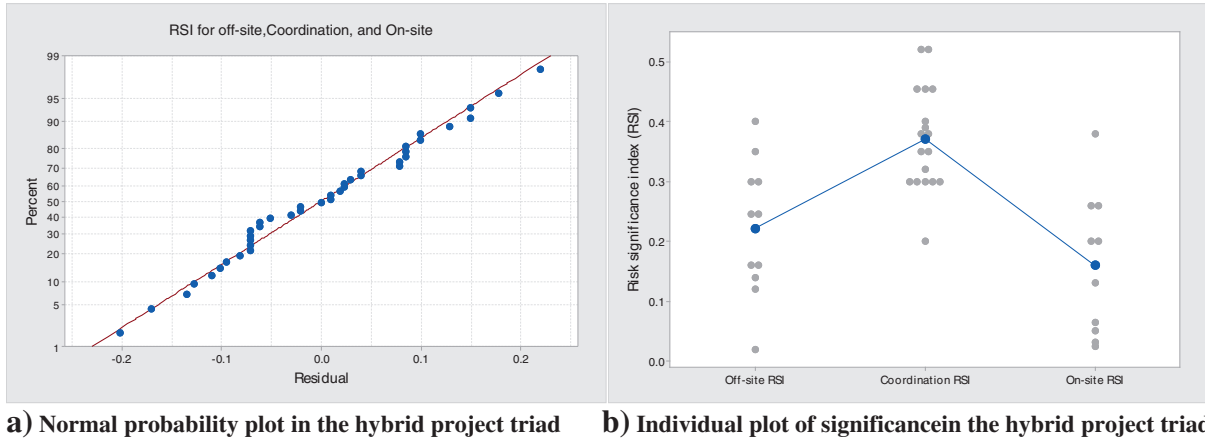 RSI for off-site,Coordination, and On-site
99
95
90
80
70
60
50
40
30
20
10
5
1
Percent
-0.2
-0.1
0.0
0.1
0.2
Residual
0.5
0.4
0.3
0.2
0.1
0.0
Risk significance index (RSI)
Off-site RSI
Coordination RSI
On-site RSI
a) Normal probability plot in the hybrid project triad
b) Individual plot of significancein the hybrid project triad